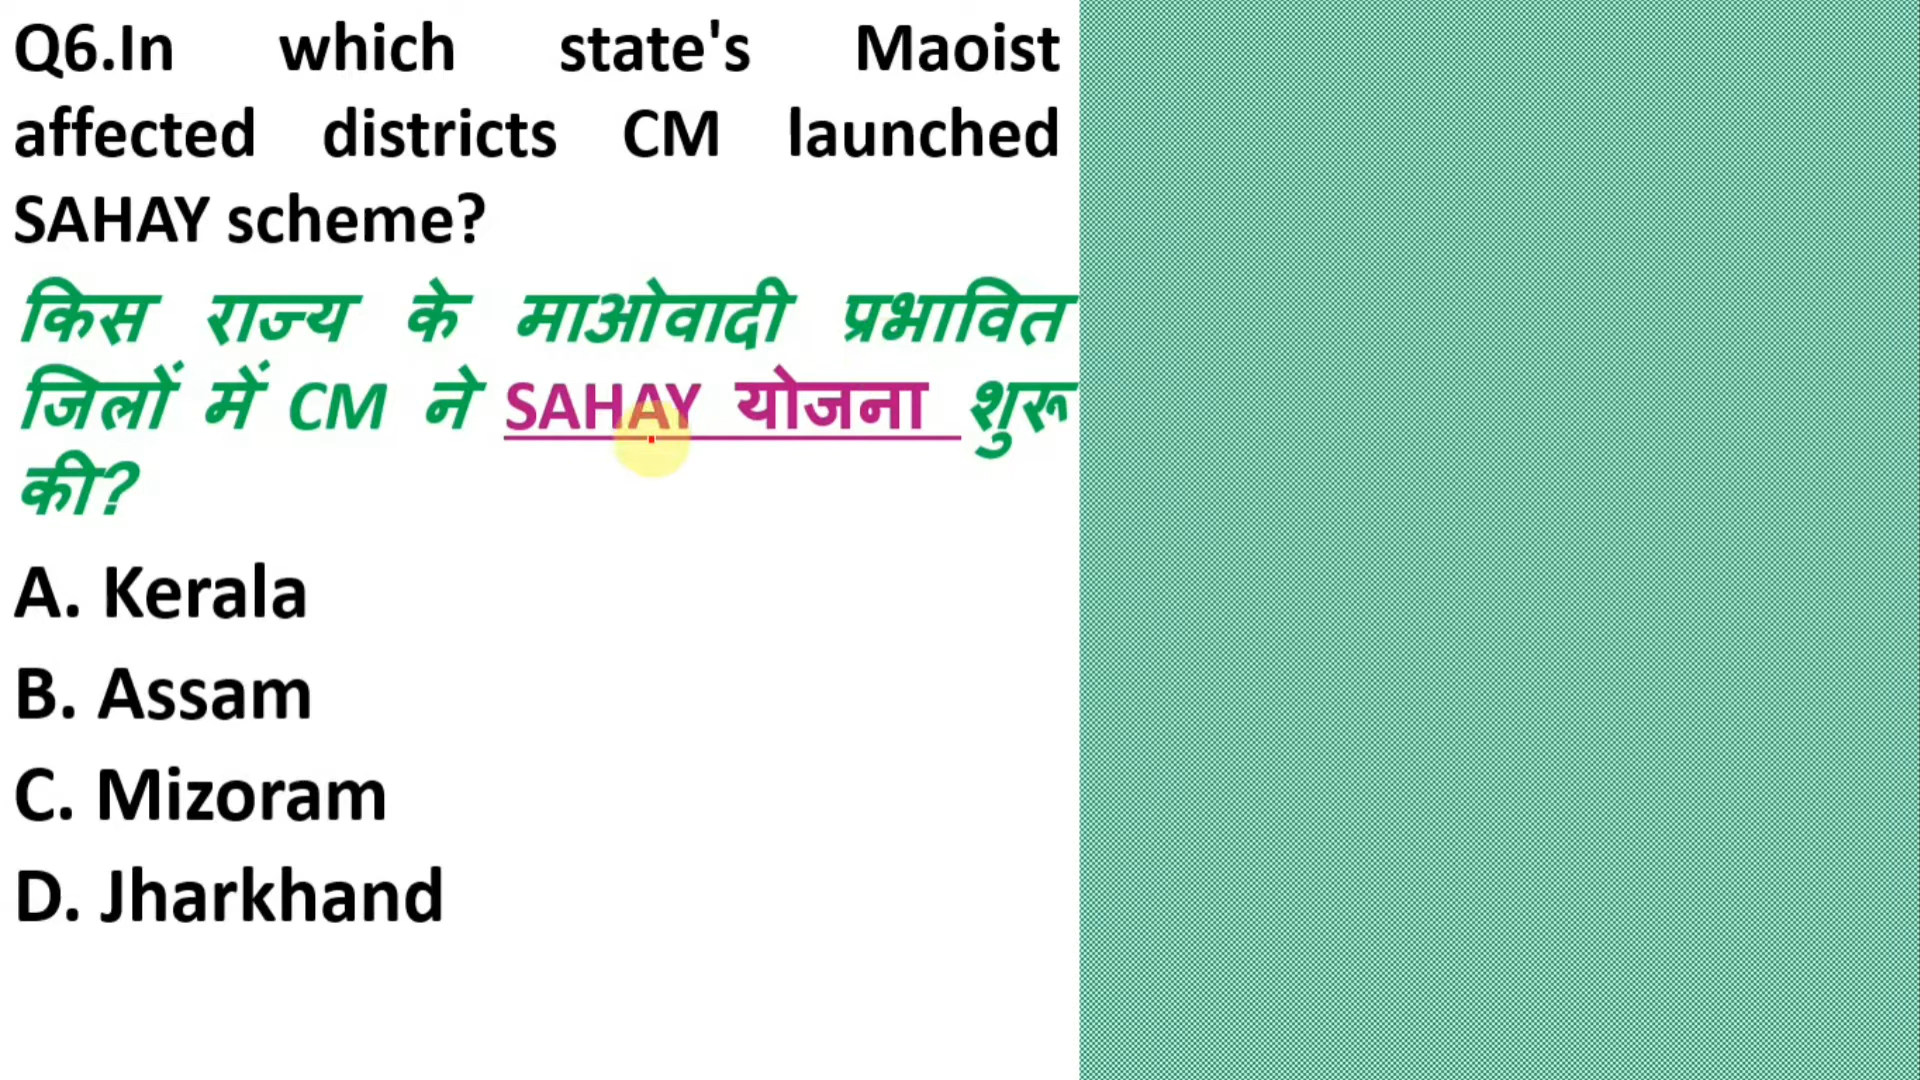 Q6.In which state's Maoist
affected districts CM launched
SAHAY scheme?
किस राज्य के माओवादी प्रभावित
जिलों में CM ने SAHAY योजना शुरू
की?
A. Kerala
B. Assam
C. Mizoram
D. Jharkhand